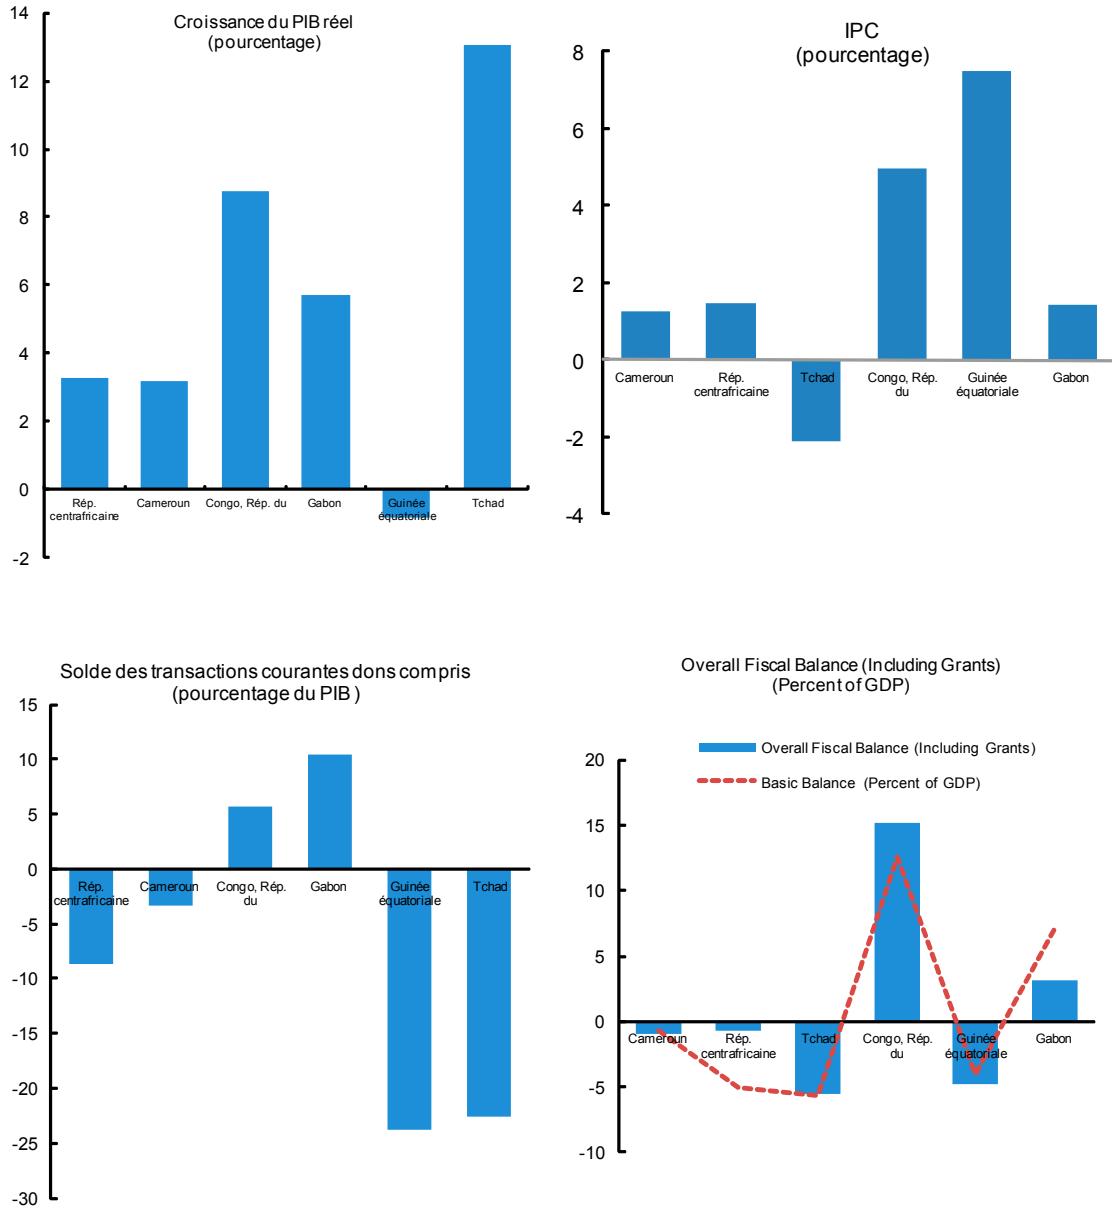 Croissance du PIB réel
(pourcentage)
14
12
10
8
6
4
2
0
-2
Rép. centrafricaine
Cameroun
Congo, Rép. du
Gabon
Guinée équatoriale
Tchad
IPC
(pourcentage)
8
6
4
2
0
-2
-4
Cameroun
Rép. centrafricaine
Tchad
Congo, Rép. du
Guinée équatoriale
Gabon
Solde des transactions courantes dons compris
(pourcentage du PIB )
15
10
5
0
-5
-10
-15
-20
-25
-30
Rép. centrafricaine
Cameroun
Congo, Rép. du
Gabon
Guinée équatoriale
Tchad
Overall Fiscal Balance (Including Grants)
(Percent of GDP)
Overall Fiscal Balance (Including Grants)
Basic Balance (Percent of GDP)
20
15
10
5
0
-5
-10
Cameroun
Rép. centrafricaine
Tchad
Congo, Rép. du
Guinée équatoriale
Gabon